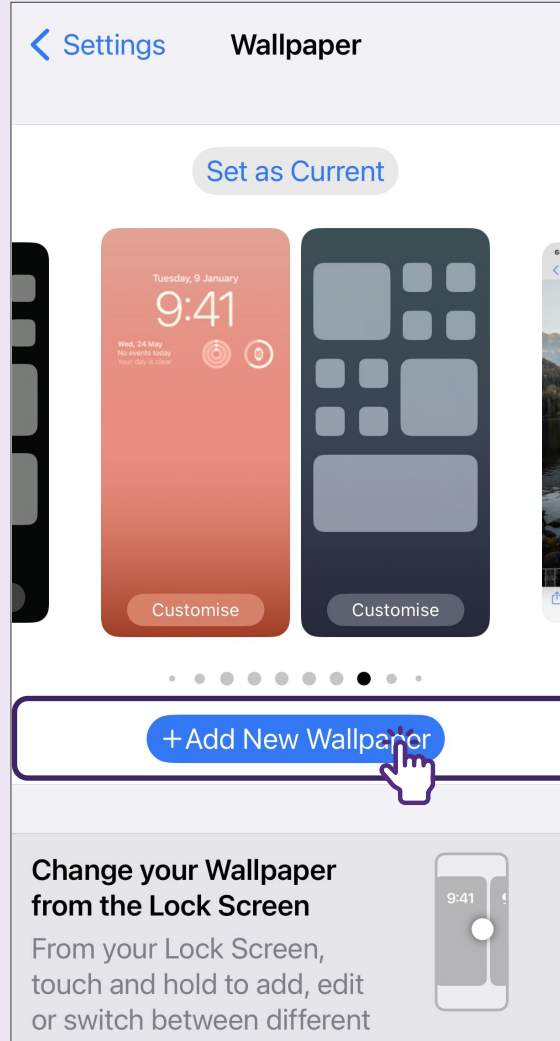 Settings
Wallpaper
Set as Current
Tuesday, 9 January
9:41
Wed, 24 May
No events today
Your day is clear
Customise
Customise
+Add New Wallpaper
Change your Wallpaper
from the Lock Screen
9:41
From your Lock Screen,
touch and hold to add, edit
or switch between different